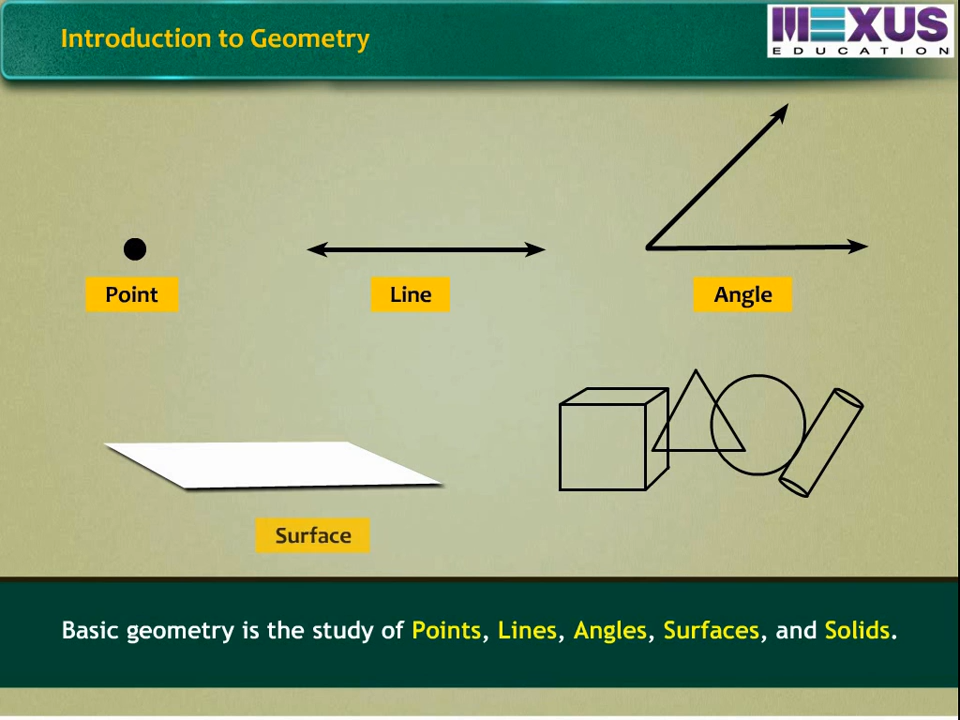 Introduction to Geometry
MEXUS
EDUCATION
Point
Line
Angle
Surface
Basic geometry is the study of Points, Lines, Angles, Surfaces, and Solids.